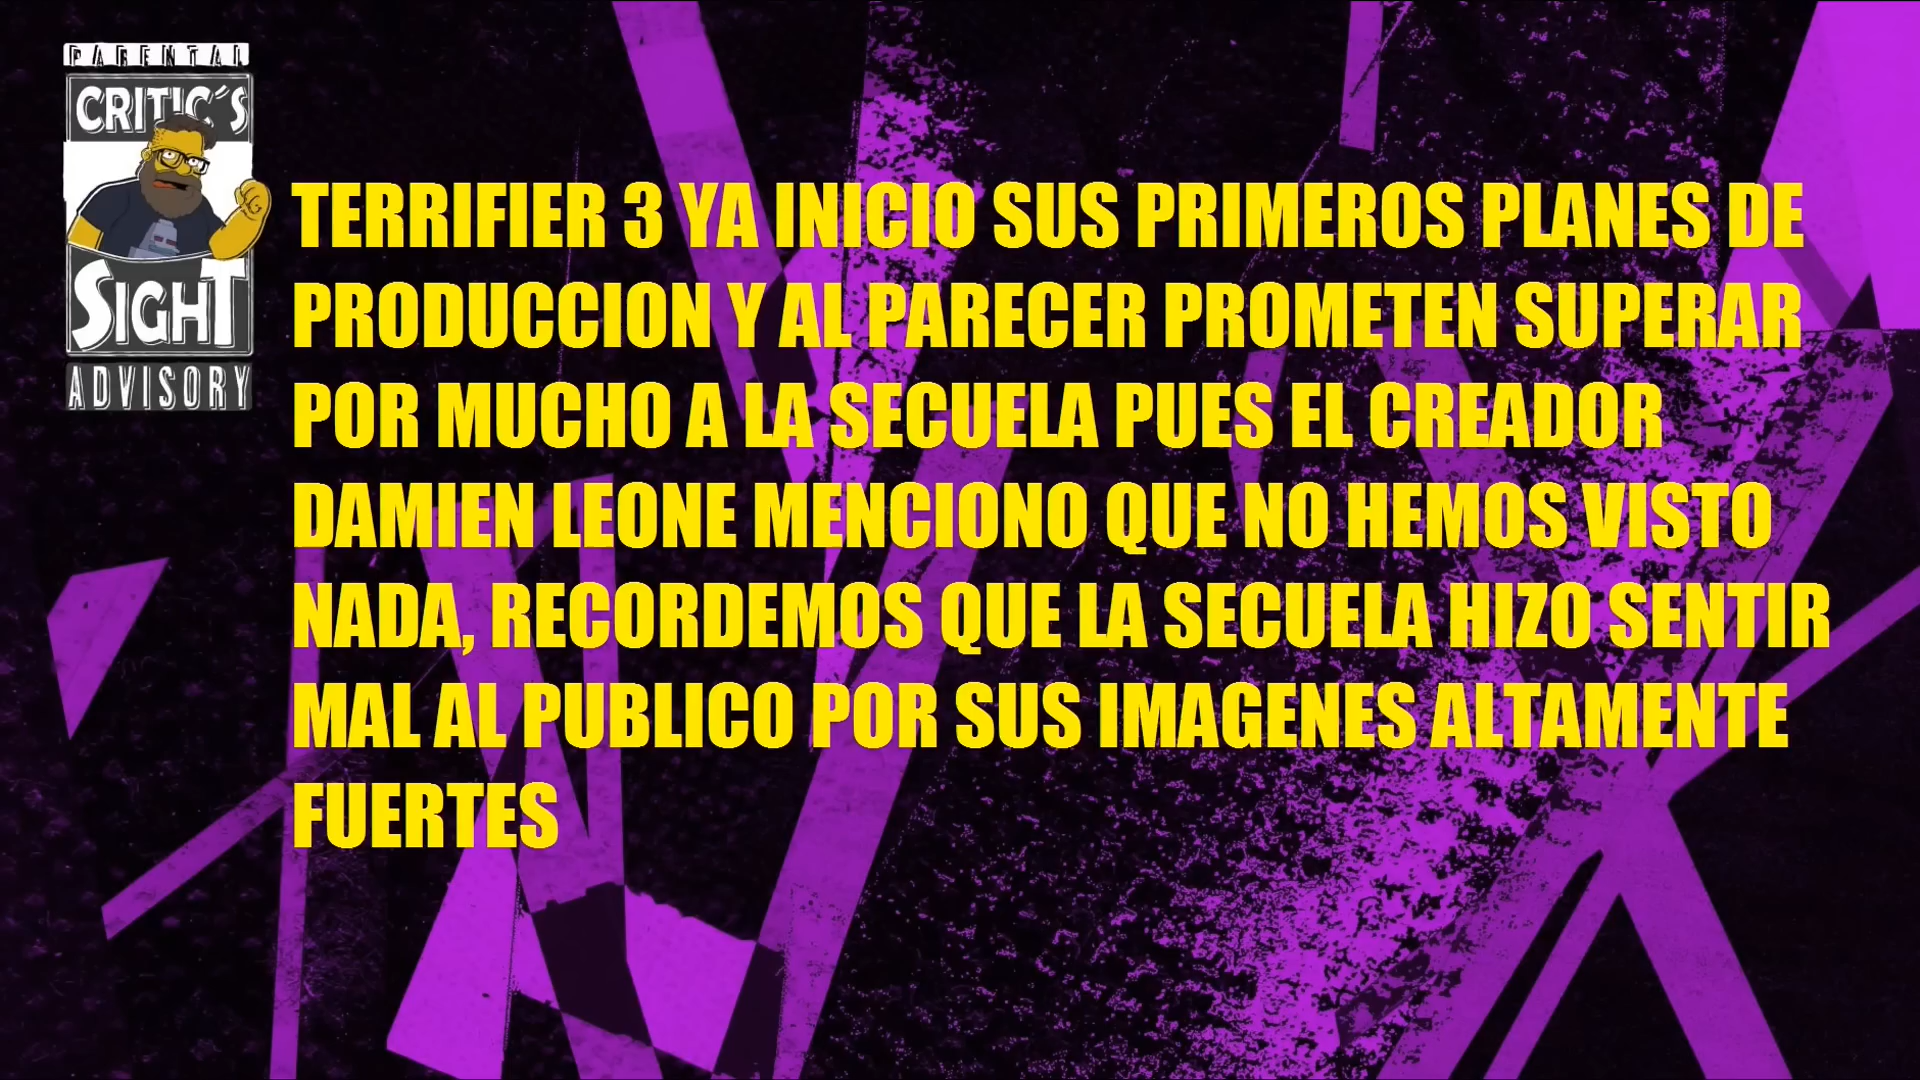 PARENTAL
CRITIC´S
SIGHT
ADVISORY
TERRIFIER 3 YA INICIO SUS PRIMEROS PLANES DE
PRODUCCION Y AL PARECER PROMETEN SUPERAR
POR MUCHO A LA SECUELA PUES EL CREADOR
DAMIEN LEONE MENCIONO QUE NO HEMOS VISTO
NADA, RECORDEMOS QUE LA SECUELA HIZO SENTIR
MAL AL PUBLICO POR SUS IMAGENES ALTAMENTE
FUERTES